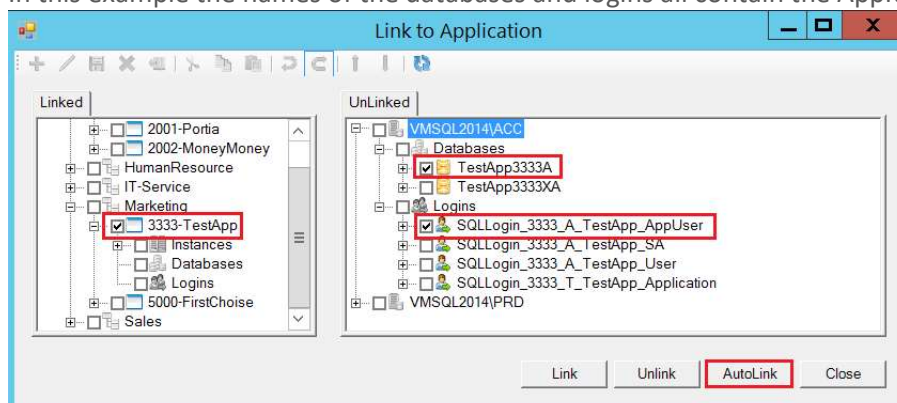 in this example the names of the databases and logins all contain the Appl
Link to Application
Linked
UnLinked
2001-Portia
2002-MoneyMoney
HumanResource
IT-Service
Marketing
3333-TestApp
Instances
Databases
Logins
5000-FirstChoise
Sales
VMSQL2014\ACC
Databases
TestApp3333A
TestApp3333XA
Logins
SQLLogin_3333_A_TestApp_AppUser
SQLLogin_3333_A_TestApp_SA
SQLLogin_3333_A_TestApp_User
SQLLogin_3333_T_TestApp_Application
VMSQL2014\PRD
Link
Unlink
AutoLink
Close